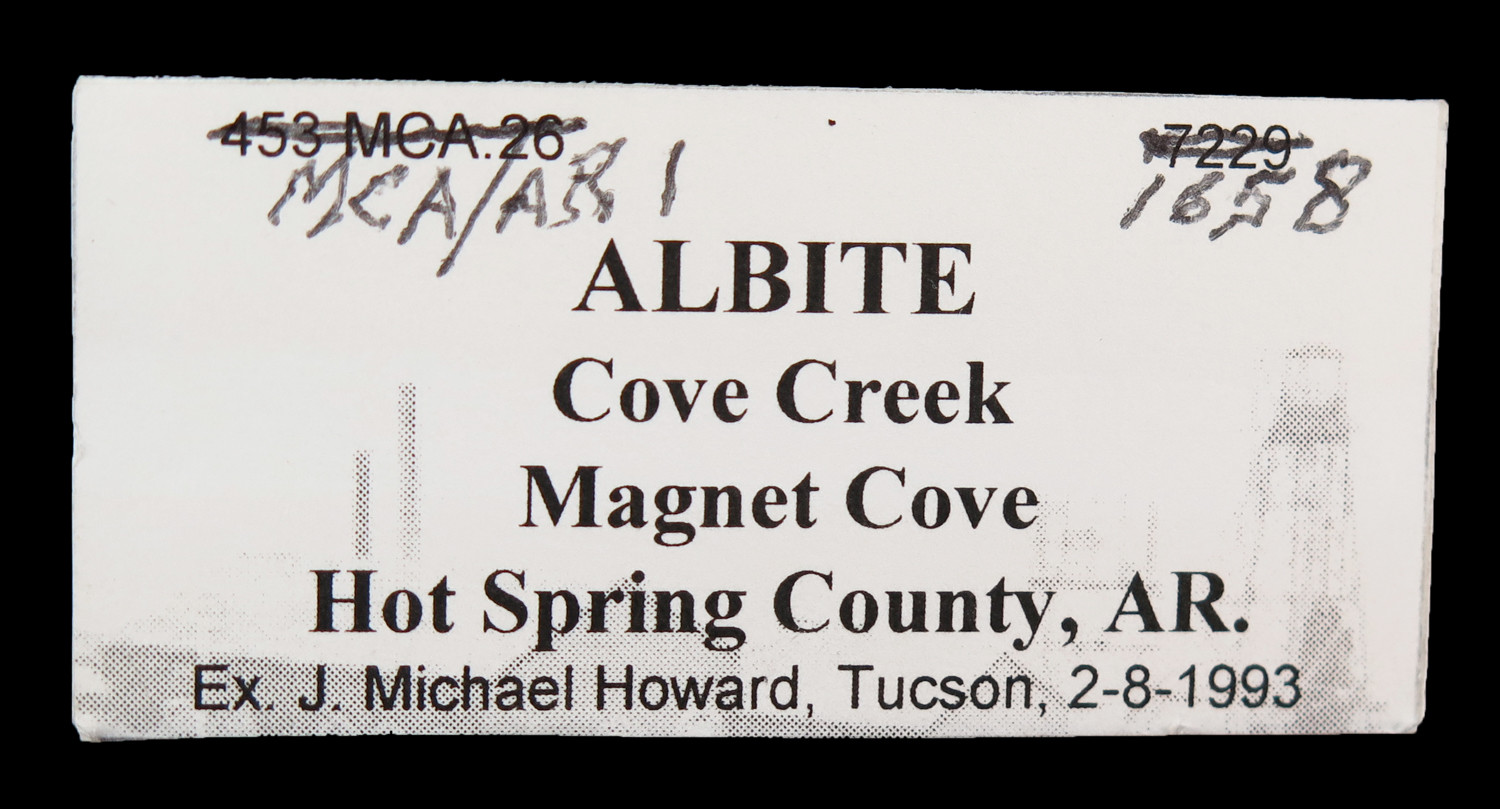 453 MCA.26 7229
MCA/AR 1 1658
ALBITE
Cove Creek
Magnet Cove
Hot Spring County, AR.
Ex. J. Michael Howard, Tucson, 2-8-1993